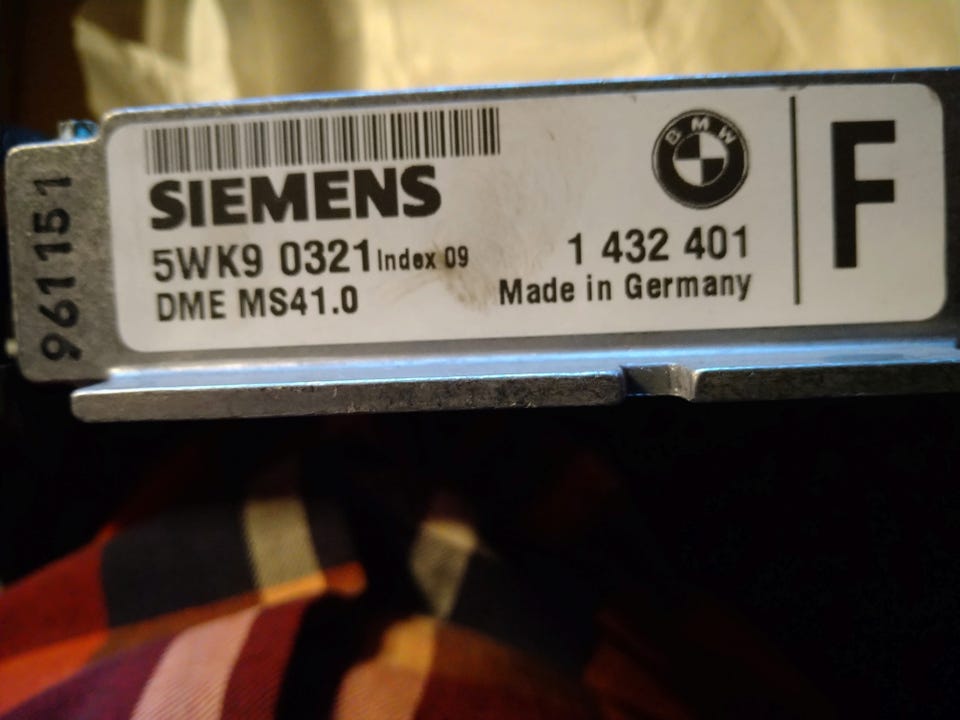 961151
SIEMENS
5WK9 0321 Index 09
DME MS41.0
BMW
1 432 401
Made in Germany
F